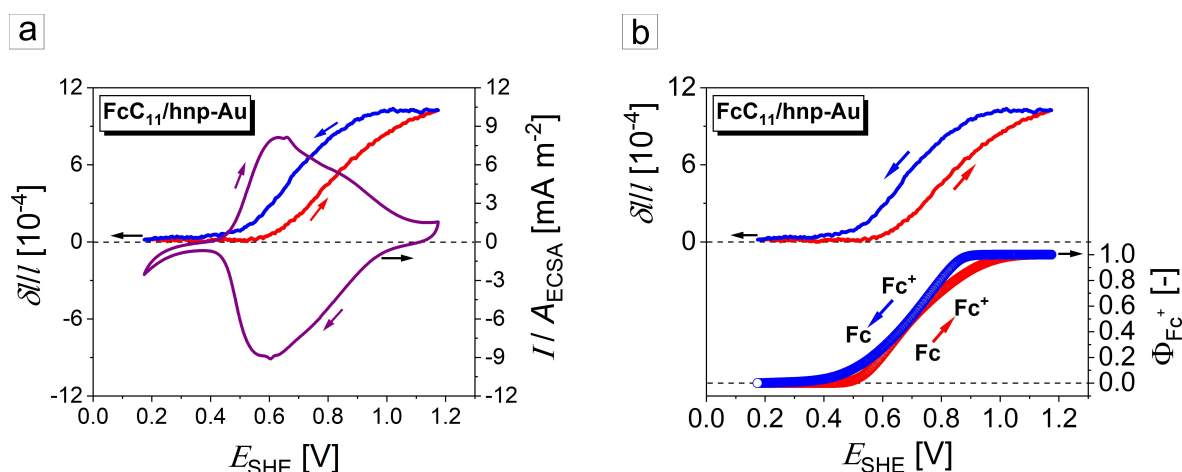 a
FcC₁₁/hnp-Au
12
6
0
-6
-12
δl/l [10⁻⁴]
12
9
6
3
0
-3
-6
-9
-12
I / A_ECSA [mA m⁻²]
0.0 0.2 0.4 0.6 0.8 1.0 1.2
E_SHE [V]
b
FcC₁₁/hnp-Au
12
6
0
δl/l [10⁻⁴]
Fc⁺
Fc
Fc⁺
Fc
1.0
0.8
0.6
0.4
0.2
0.0
Φ_Fc⁺ [-]
0.0 0.2 0.4 0.6 0.8 1.0 1.2
E_SHE [V]